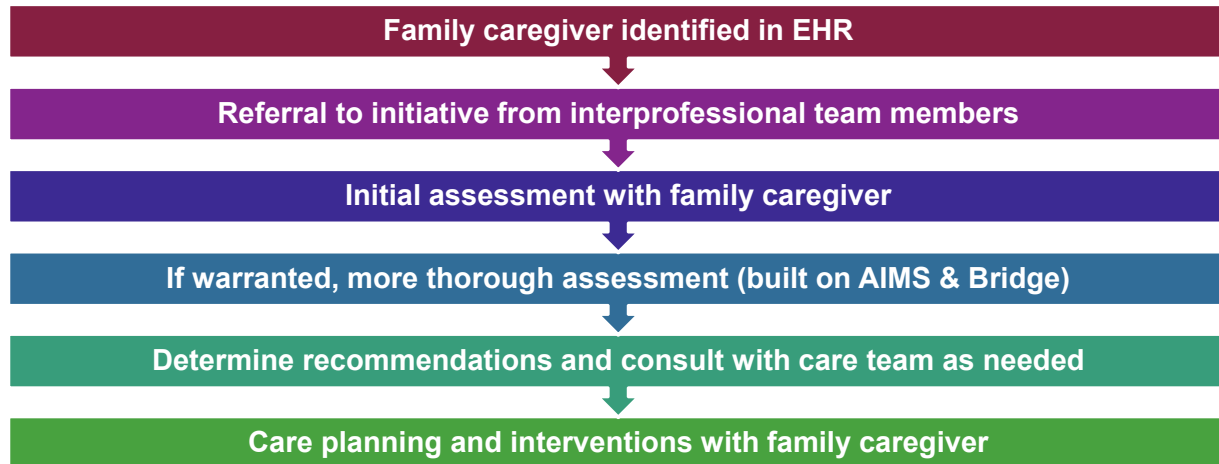 Family caregiver identified in EHR
Referral to initiative from interprofessional team members
Initial assessment with family caregiver
If warranted, more thorough assessment (built on AIMS & Bridge)
Determine recommendations and consult with care team as needed
Care planning and interventions with family caregiver